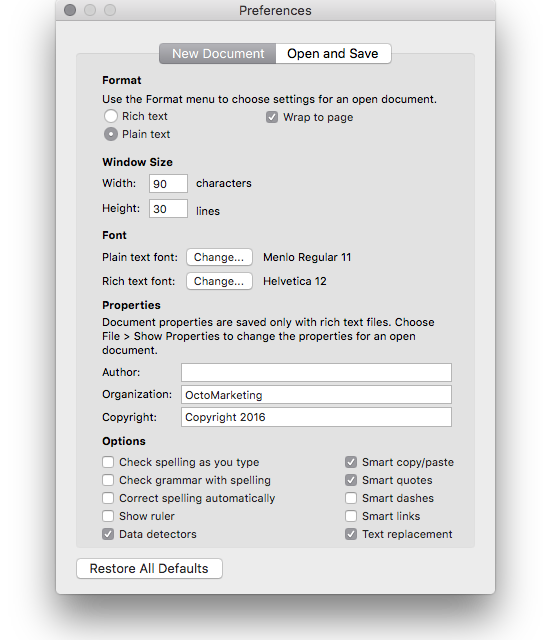 Preferences
New Document Open and Save
Format
Use the Format menu to choose settings for an open document.
Rich text Wrap to page
Plain text
Window Size
Width: 90 characters
Height: 30 lines
Font
Plain text font: Change... Menlo Regular 11
Rich text font: Change... Helvetica 12
Properties
Document properties are saved only with rich text files. Choose
File > Show Properties to change the properties for an open
document.
Author:
Organization: OctoMarketing
Copyright: Copyright 2016
Options
Check spelling as you type Smart copy/paste
Check grammar with spelling Smart quotes
Correct spelling automatically Smart dashes
Show ruler Smart links
Data detectors Text replacement
Restore All Defaults